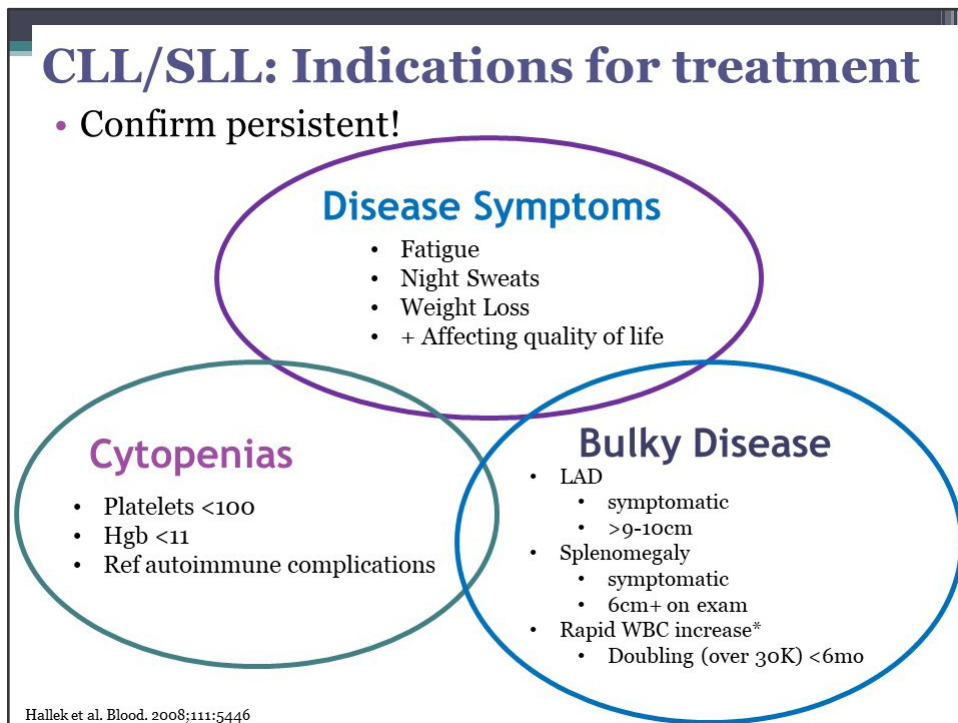 CLL/SLL: Indications for treatment
• Confirm persistent!
Disease Symptoms
• Fatigue
• Night Sweats
• Weight Loss
• + Affecting quality of life
Cytopenias
• Platelets <100
• Hgb <11
• Ref autoimmune complications
Bulky Disease
• LAD
• symptomatic
• >9-10cm
• Splenomegaly
• symptomatic
• 6cm+ on exam
• Rapid WBC increase*
• Doubling (over 30K) <6mo
Hallek et al. Blood. 2008;111:5446